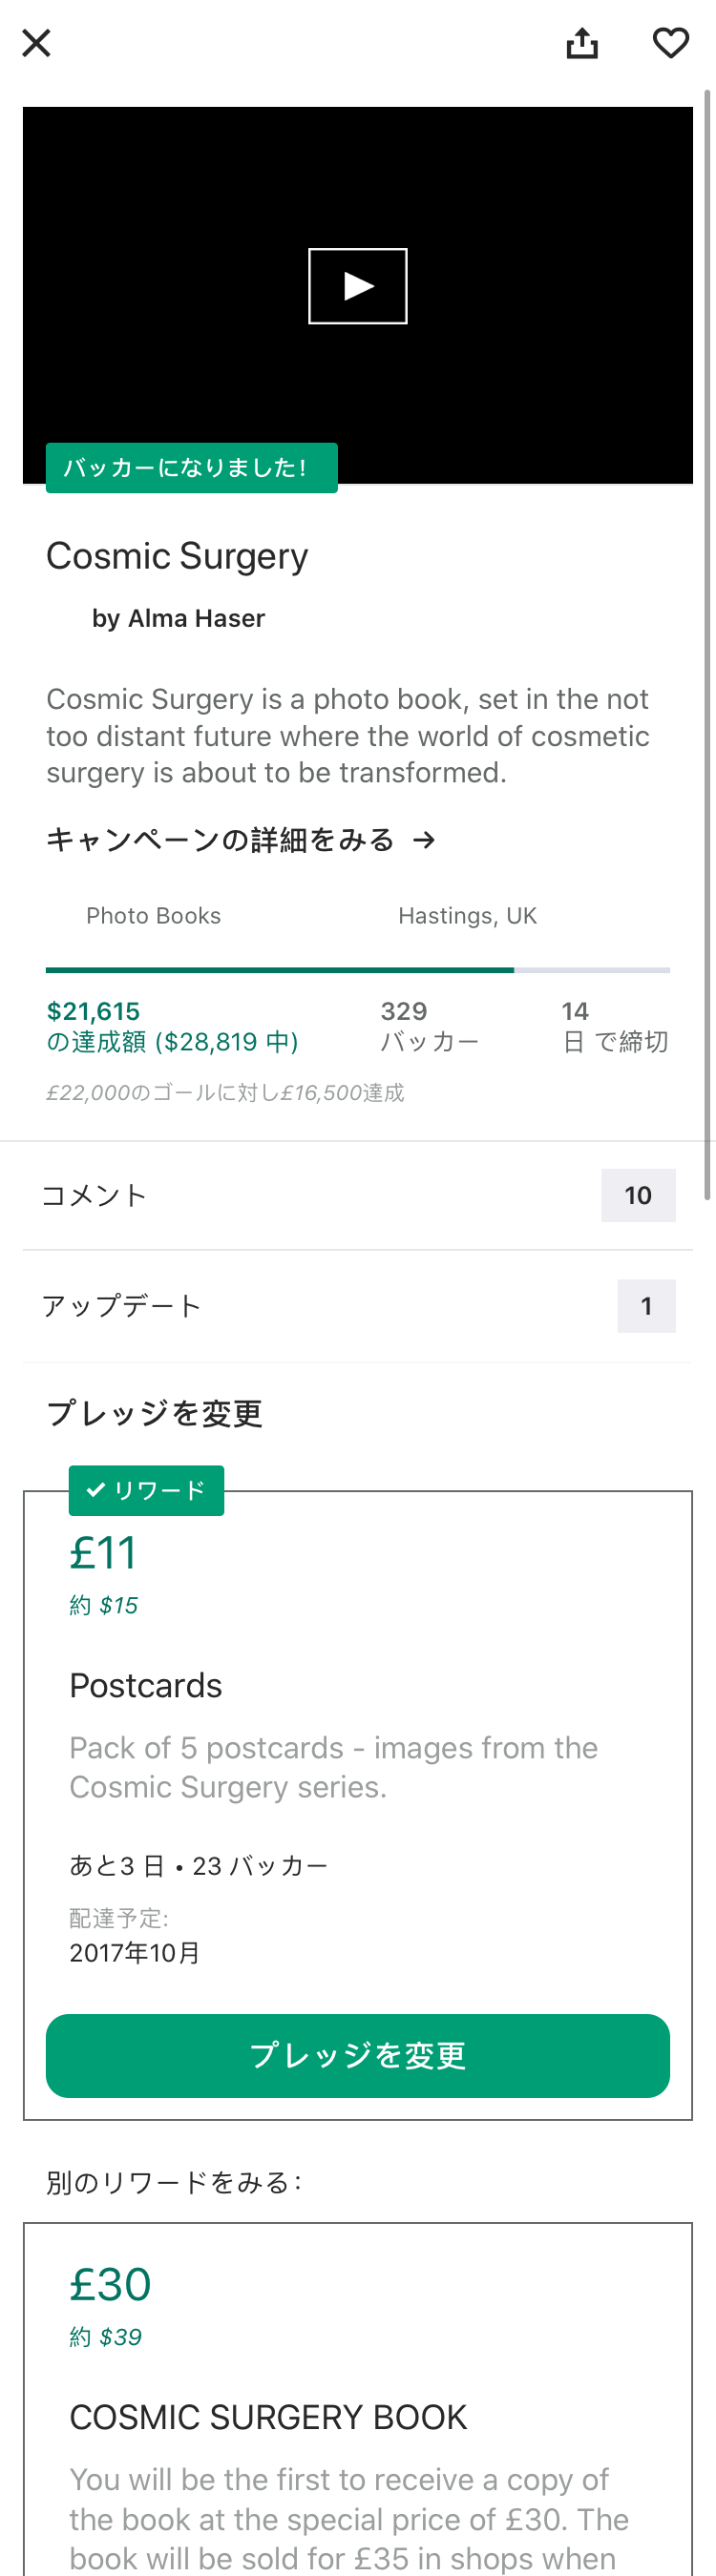 バッカーになりました!
Cosmic Surgery
by Alma Haser
Cosmic Surgery is a photo book, set in the not
too distant future where the world of cosmetic
surgery is about to be transformed.
キャンペーンの詳細をみる →
Photo Books
Hastings, UK
$21,615
の達成額 ($28,819 中)
329
バッカー
14
日 で締切
£22,000のゴールに対し£16,500達成
コメント
10
アップデート
1
プレッジを変更
✓ リワード
£11
約 $15
Postcards
Pack of 5 postcards - images from the
Cosmic Surgery series.
あと3 日 • 23 バッカー
配達予定:
2017年10月
プレッジを変更
別のリワードをみる:
£30
約 $39
COSMIC SURGERY BOOK
You will be the first to receive a copy of
the book at the special price of £30. The
book will be sold for £35 in shops when